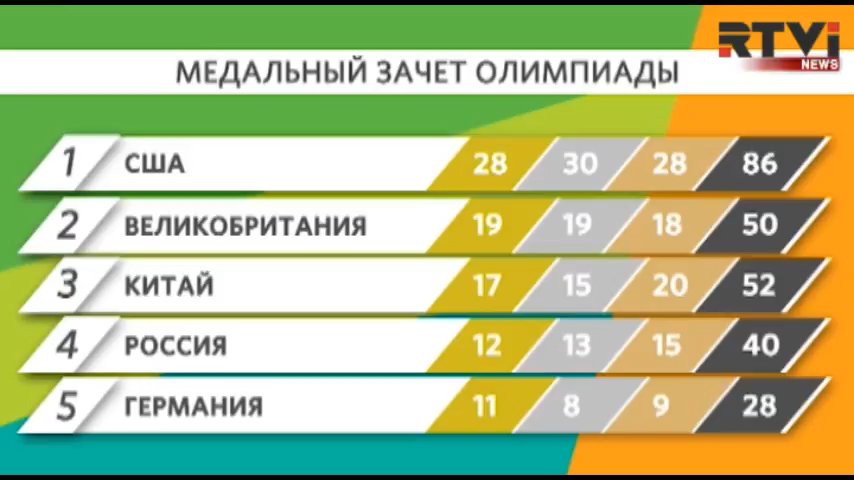 RTVi
NEWS
МЕДАЛЬНЫЙ ЗАЧЕТ ОЛИМПИАДЫ
1 США 28 30 28 86
2 ВЕЛИКОБРИТАНИЯ 19 19 18 50
3 КИТАЙ 17 15 20 52
4 РОССИЯ 12 13 15 40
5 ГЕРМАНИЯ 11 8 9 28